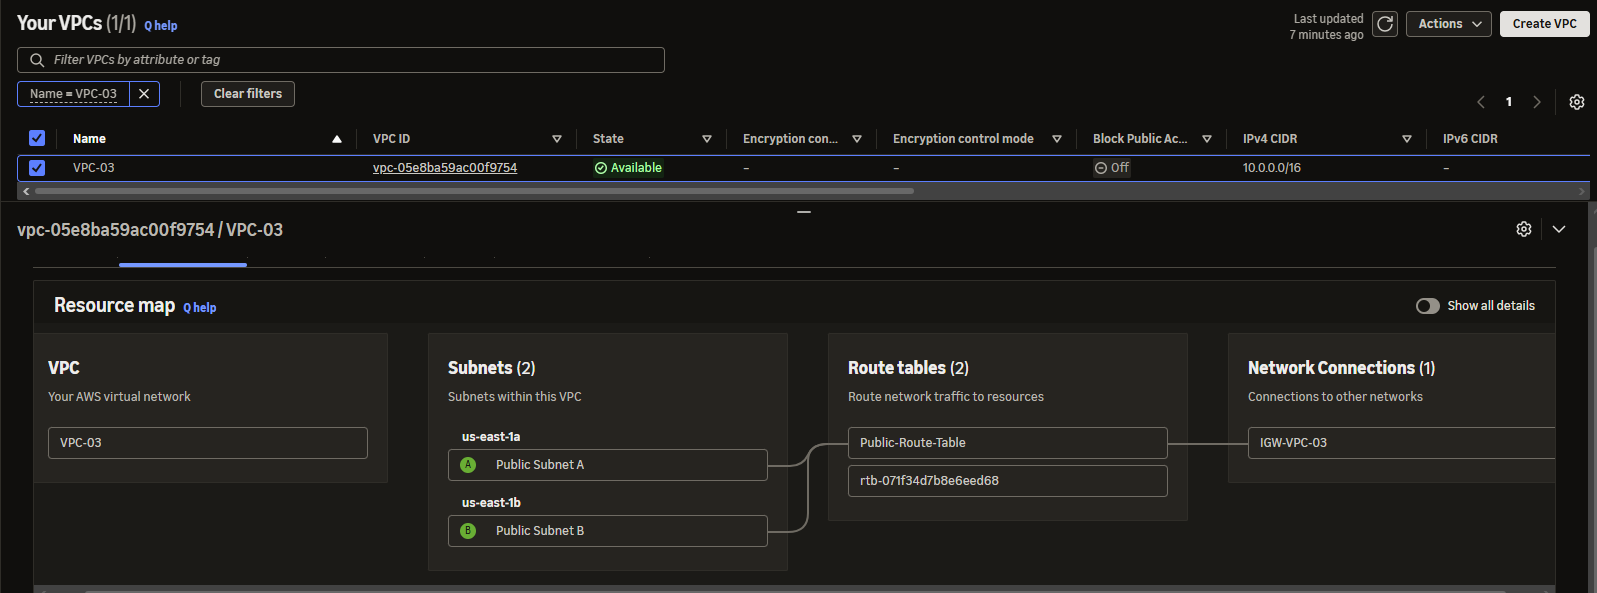 Your VPCs (1/1) Q help
Last updated
7 minutes ago
Actions
Create VPC
Filter VPCs by attribute or tag
Name = VPC-03
Clear filters
1
Name VPC ID State Encryption con... Encryption control mode Block Public Ac... IPv4 CIDR IPv6 CIDR
VPC-03 vpc-05e8ba59ac00f9754 Available – – Off 10.0.0.0/16 –
vpc-05e8ba59ac00f9754 / VPC-03
Resource map Q help
Show all details
VPC
Your AWS virtual network
VPC-03
Subnets (2)
Subnets within this VPC
us-east-1a
A Public Subnet A
us-east-1b
B Public Subnet B
Route tables (2)
Route network traffic to resources
Public-Route-Table
rtb-071f34d7b8e6eed68
Network Connections (1)
Connections to other networks
IGW-VPC-03